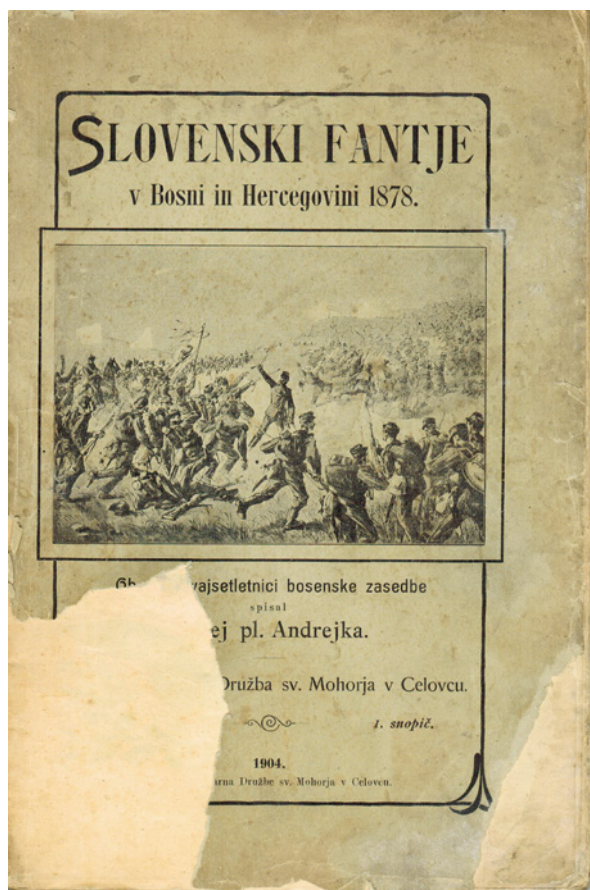 SLOVENSKI FANTJE
v Bosni in Hercegovini 1878.
vajsetletnici bosenske zasedbe
spisal
ej pl. Andrejka.
Družba sv. Mohorja v Celovcu.
1. snopič.
1904.
arna Družbe sv. Mohorja v Celovcu.